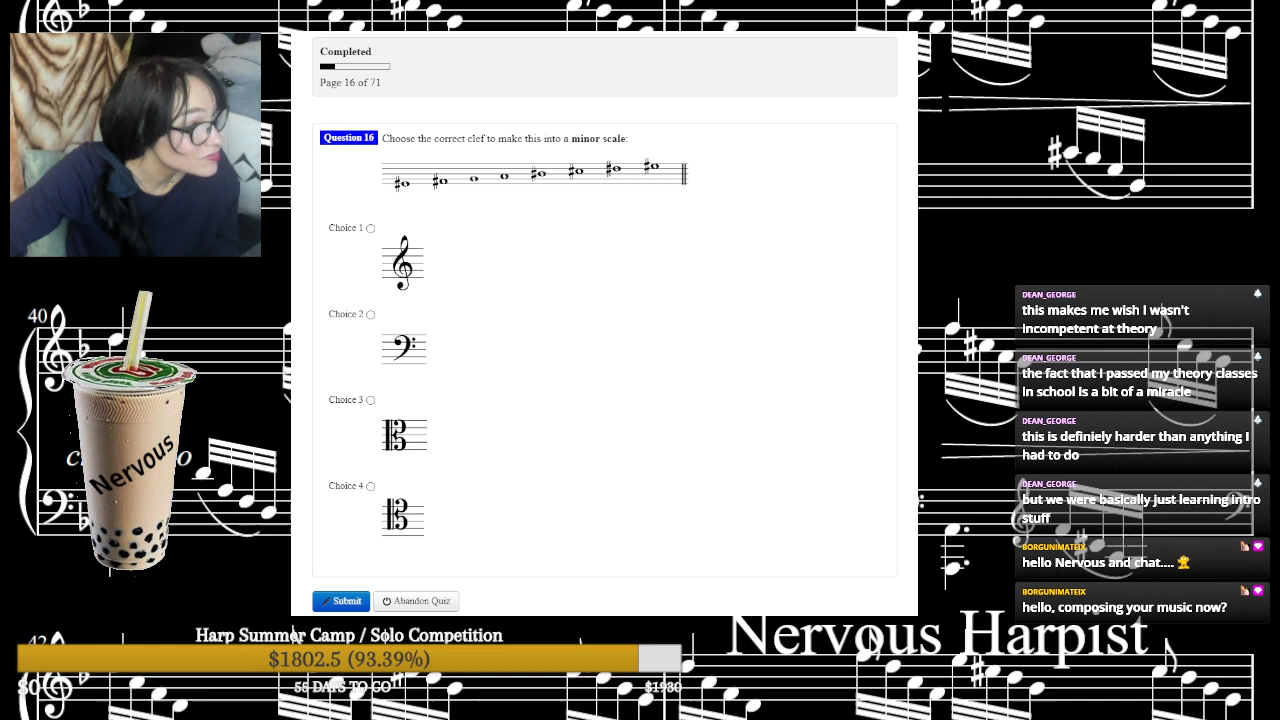 Completed
Page 16 of 71
Question 16 Choose the correct clef to make this into a minor scale:
Choice 1
Choice 2
Choice 3
Choice 4
Submit
Abandon Quiz
40
Nervous
DEAN_GEORGE
this makes me wish I wasn't
incompetent at theory
DEAN_GEORGE
the fact that I passed my theory classes
in school is a bit of a miracle
DEAN_GEORGE
this is definiely harder than anything I
had to do
DEAN_GEORGE
but we were basically just learning intro
stuff
BORGUNIMATEIX
hello Nervous and chat....
BORGUNIMATEIX
hello, composing your music now?
Nervous Harpist
42
Harp Summer Camp / Solo Competition
$1802.5 (93.39%)
$0
55 DAYS TO GO
$1930